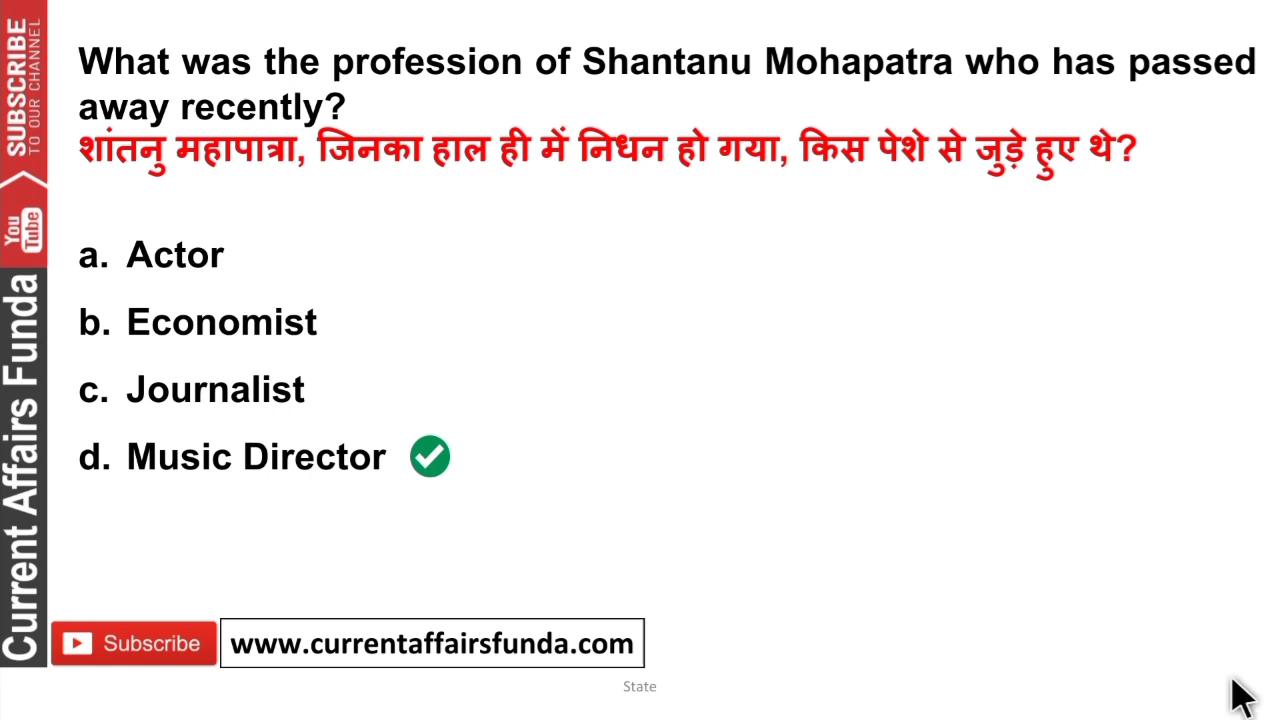 What was the profession of Shantanu Mohapatra who has passed
away recently?
शांतनु महापात्रा, जिनका हाल ही में निधन हो गया, किस पेशे से जुड़े हुए थे?
a. Actor
b. Economist
c. Journalist
d. Music Director
SUBSCRIBE
TO OUR CHANNEL
You
Tube
Current Affairs Funda
Subscribe
www.currentaffairsfunda.com
State